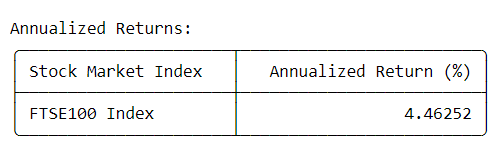 Annualized Returns:
Stock Market Index Annualized Return (%)
FTSE100 Index 4.46252